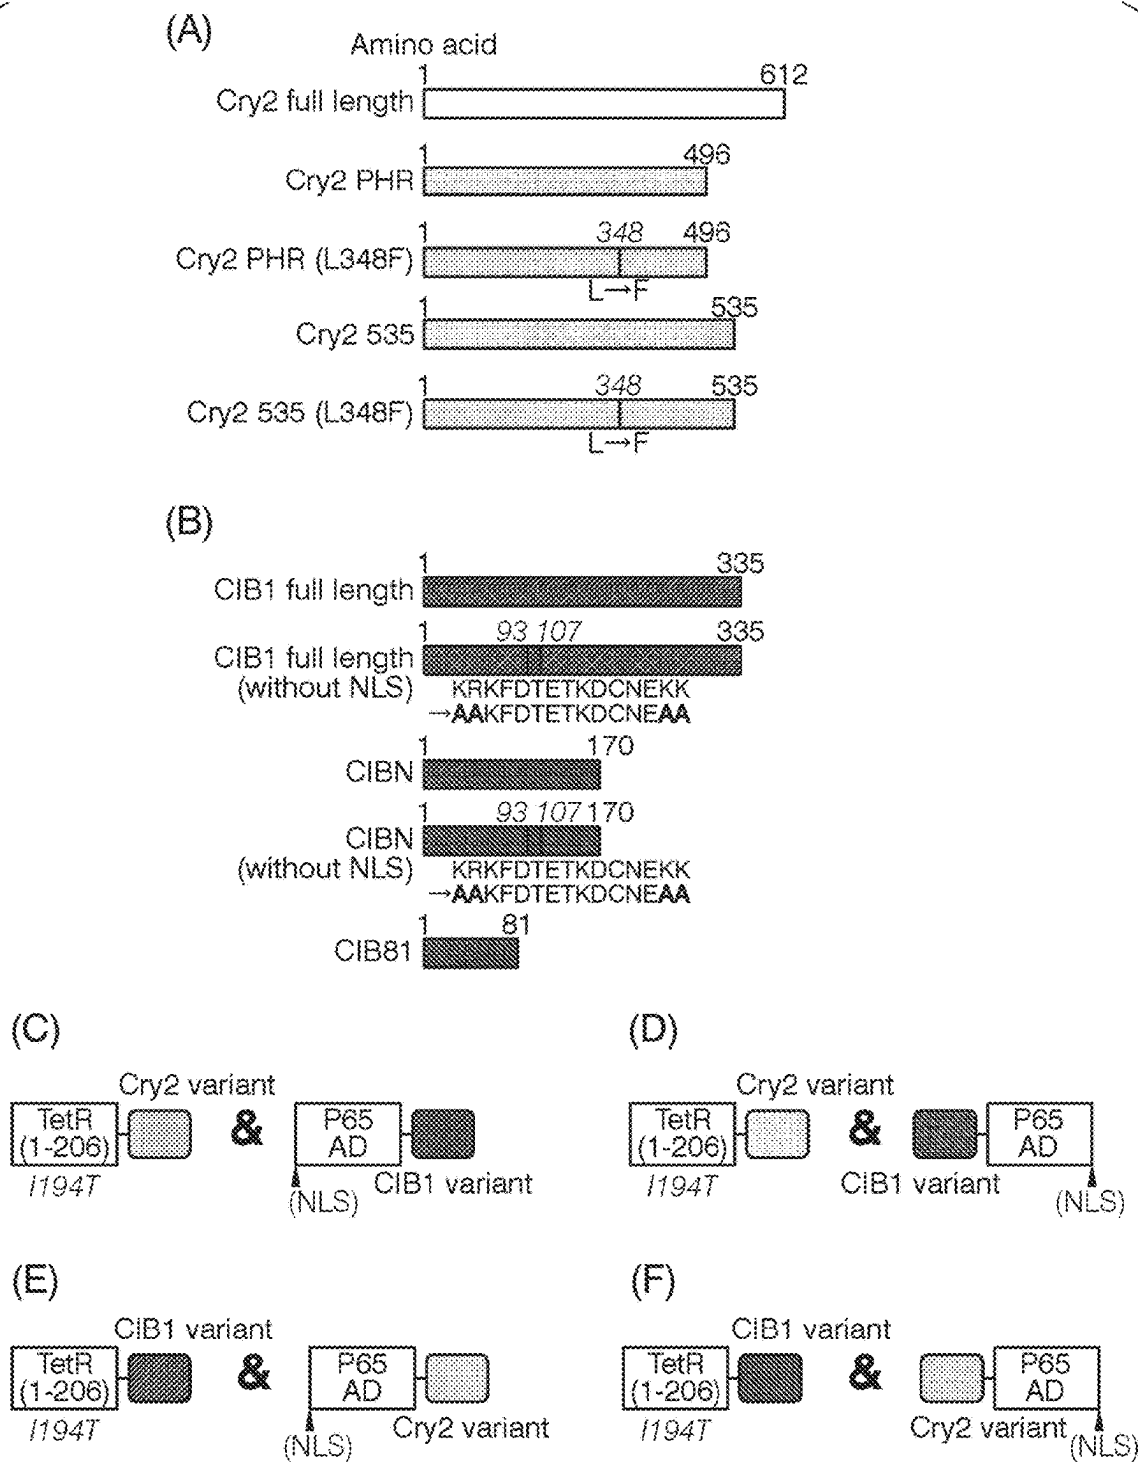 (A)
Amino acid
1 612
Cry2 full length
1 496
Cry2 PHR
1 348 496
Cry2 PHR (L348F)
L→F
1 535
Cry2 535
1 348 535
Cry2 535 (L348F)
L→F
(B)
1 335
CIB1 full length
1 93 107 335
CIB1 full length
(without NLS) KRKFDTETKDCNEKK
→AAKFDTETKDCNEAA
1 170
CIBN
1 93 107 170
CIBN
(without NLS) KRKFDTETKDCNEKK
→AAKFDTETKDCNEAA
1 81
CIB81
(C)
Cry2 variant
TetR
(1-206)
I194T
&
P65
AD
(NLS)
CIB1 variant
(D)
Cry2 variant
TetR
(1-206)
I194T
&
CIB1 variant
P65
AD
(NLS)
(E)
CIB1 variant
TetR
(1-206)
I194T
&
P65
AD
(NLS)
Cry2 variant
(F)
CIB1 variant
TetR
(1-206)
I194T
&
Cry2 variant
P65
AD
(NLS)